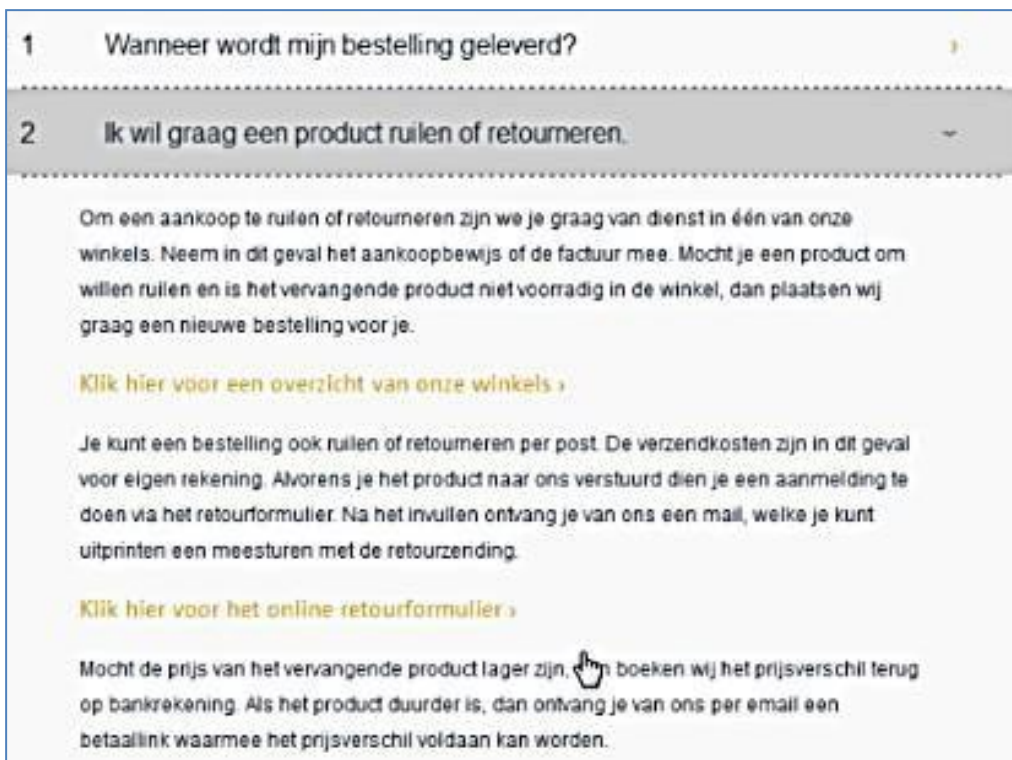 1 Wanneer wordt mijn bestelling geleverd? ›
2 Ik wil graag een product ruilen of retourneren.
Om een aankoop te ruilen of retourneren zijn we je graag van dienst in één van onze
winkels. Neem in dit geval het aankoopbewijs of de factuur mee. Mocht je een product om
willen ruilen en is het vervangende product niet voorradig in de winkel, dan plaatsen wij
graag een nieuwe bestelling voor je.
Klik hier voor een overzicht van onze winkels ›
Je kunt een bestelling ook ruilen of retourneren per post. De verzendkosten zijn in dit geval
voor eigen rekening. Alvorens je het product naar ons verstuurd dien je een aanmelding te
doen via het retourformulier. Na het invullen ontvang je van ons een mail, welke je kunt
uitprinten een meesturen met de retourzending.
Klik hier voor het online retourformulier ›
Mocht de prijs van het vervangende product lager zijn, boeken wij het prijsverschil terug
op bankrekening. Als het product duurder is, dan ontvang je van ons per email een
betaallink waarmee het prijsverschil voldaan kan worden.